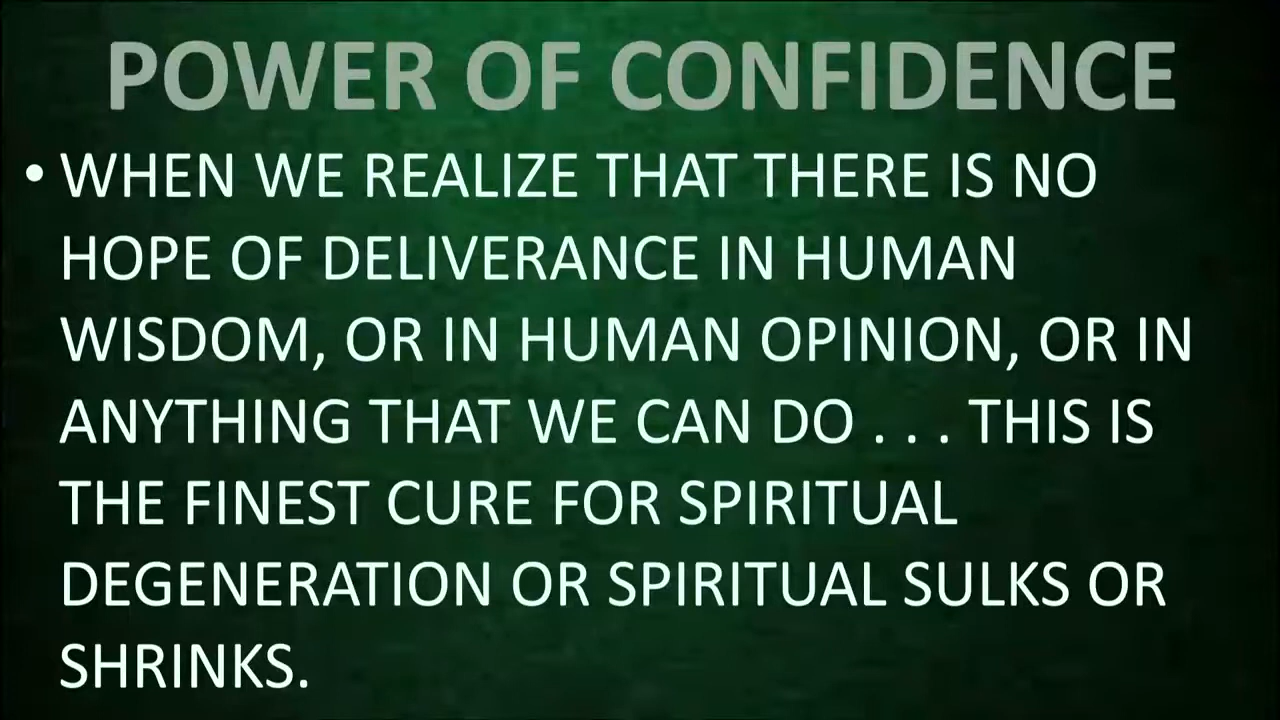 POWER OF CONFIDENCE
• WHEN WE REALIZE THAT THERE IS NO
HOPE OF DELIVERANCE IN HUMAN
WISDOM, OR IN HUMAN OPINION, OR IN
ANYTHING THAT WE CAN DO . . . THIS IS
THE FINEST CURE FOR SPIRITUAL
DEGENERATION OR SPIRITUAL SULKS OR
SHRINKS.